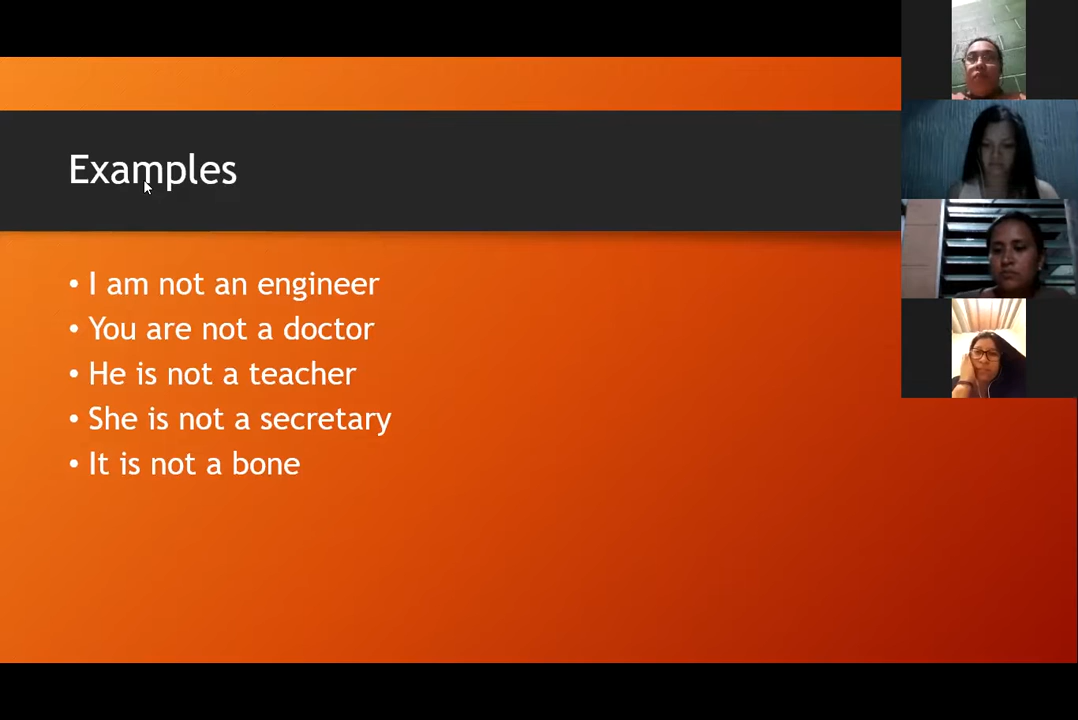 Examples
• I am not an engineer
• You are not a doctor
• He is not a teacher
• She is not a secretary
• It is not a bone